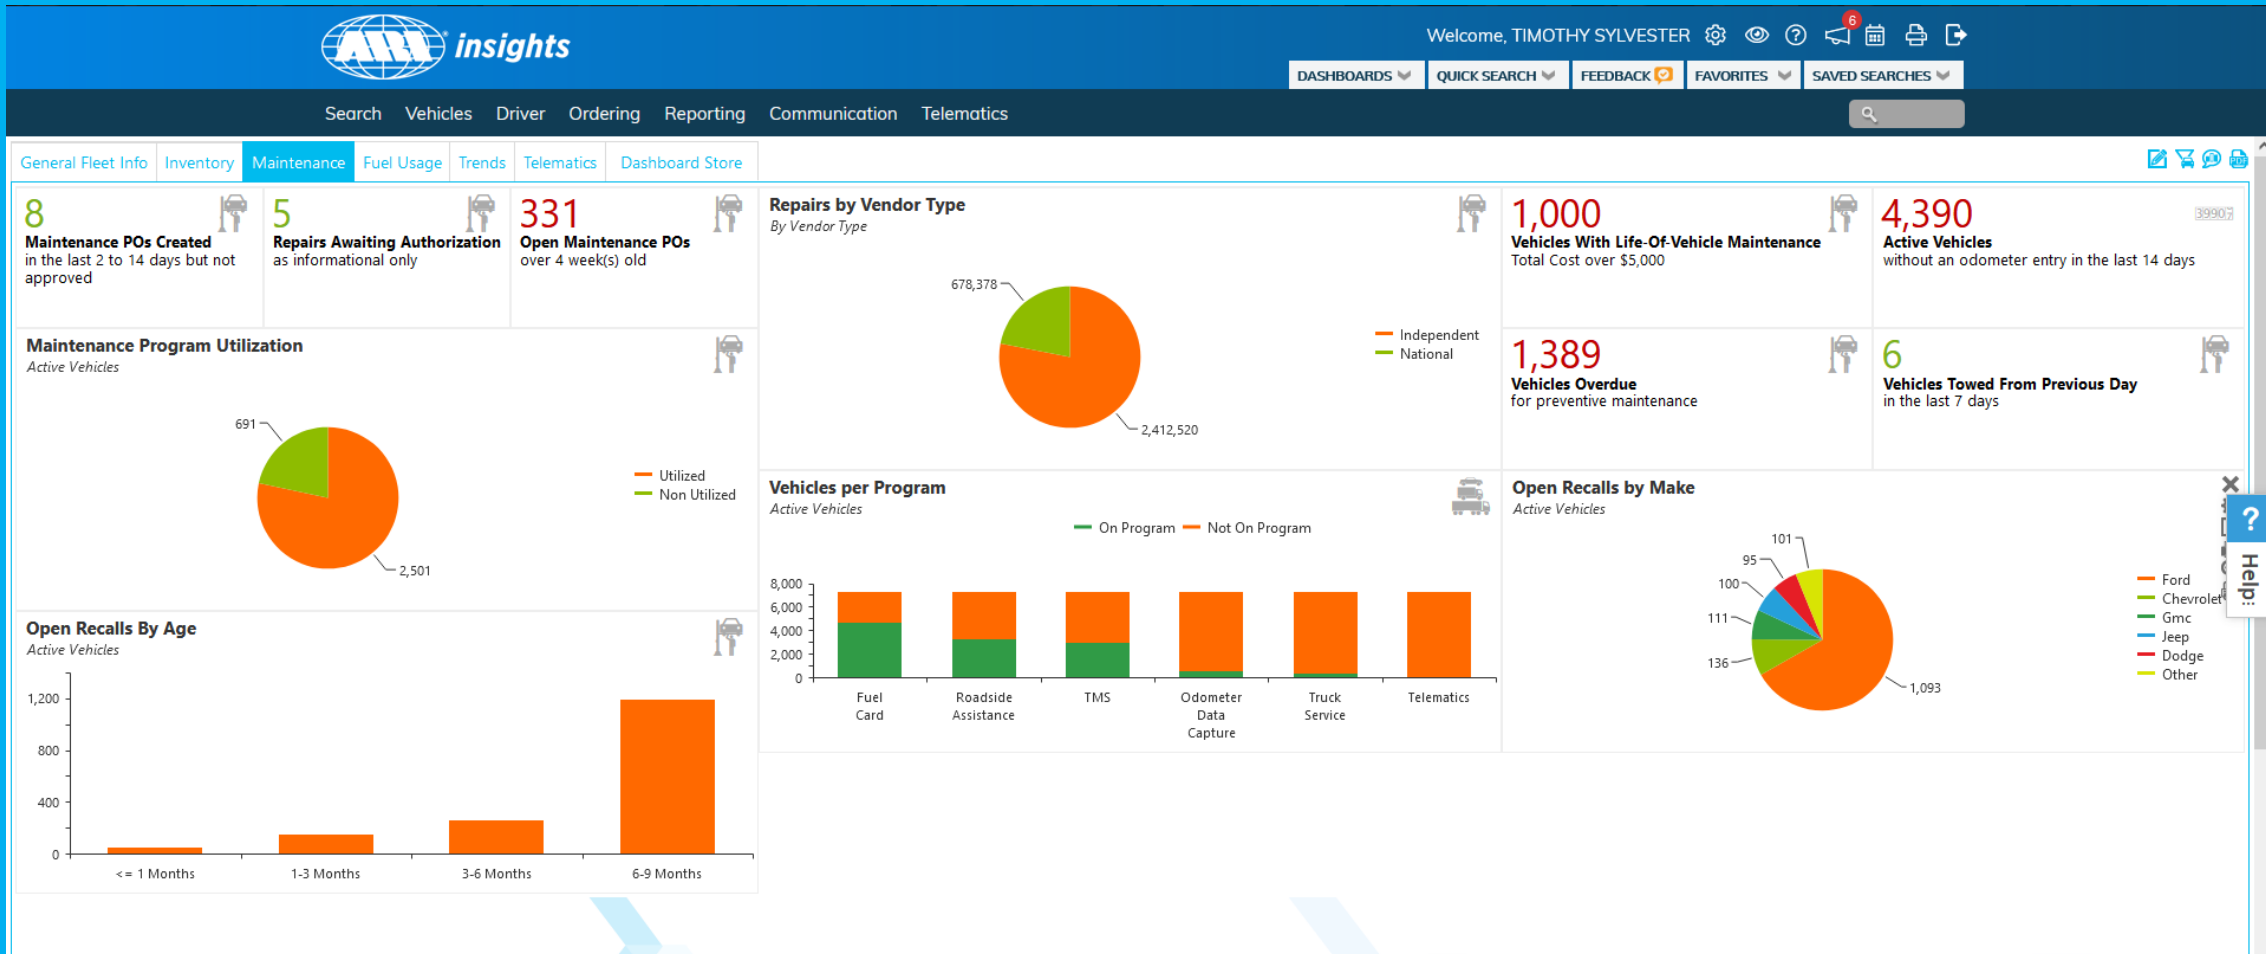 ARI insights
Welcome, TIMOTHY SYLVESTER
6
DASHBOARDS
QUICK SEARCH
FEEDBACK
FAVORITES
SAVED SEARCHES
Search Vehicles Driver Ordering Reporting Communication Telematics
General Fleet Info Inventory Maintenance Fuel Usage Trends Telematics Dashboard Store
PDF
8
Maintenance POs Created
in the last 2 to 14 days but not
approved
5
Repairs Awaiting Authorization
as informational only
331
Open Maintenance POs
over 4 week(s) old
Repairs by Vendor Type
By Vendor Type
678,378
2,412,520
Independent
National
1,000
Vehicles With Life-Of-Vehicle Maintenance
Total Cost over $5,000
4,390
Active Vehicles
without an odometer entry in the last 14 days
39907
Maintenance Program Utilization
Active Vehicles
691
2,501
Utilized
Non Utilized
1,389
Vehicles Overdue
for preventive maintenance
6
Vehicles Towed From Previous Day
in the last 7 days
Vehicles per Program
Active Vehicles
On Program Not On Program
8,000
6,000
4,000
2,000
0
Fuel
Card
Roadside
Assistance
TMS
Odometer
Data
Capture
Truck
Service
Telematics
Open Recalls by Make
Active Vehicles
101
95
100
111
136
1,093
Ford
Chevrolet
Gmc
Jeep
Dodge
Other
?
Help:
Open Recalls By Age
Active Vehicles
1,200
800
400
0
<= 1 Months
1-3 Months
3-6 Months
6-9 Months